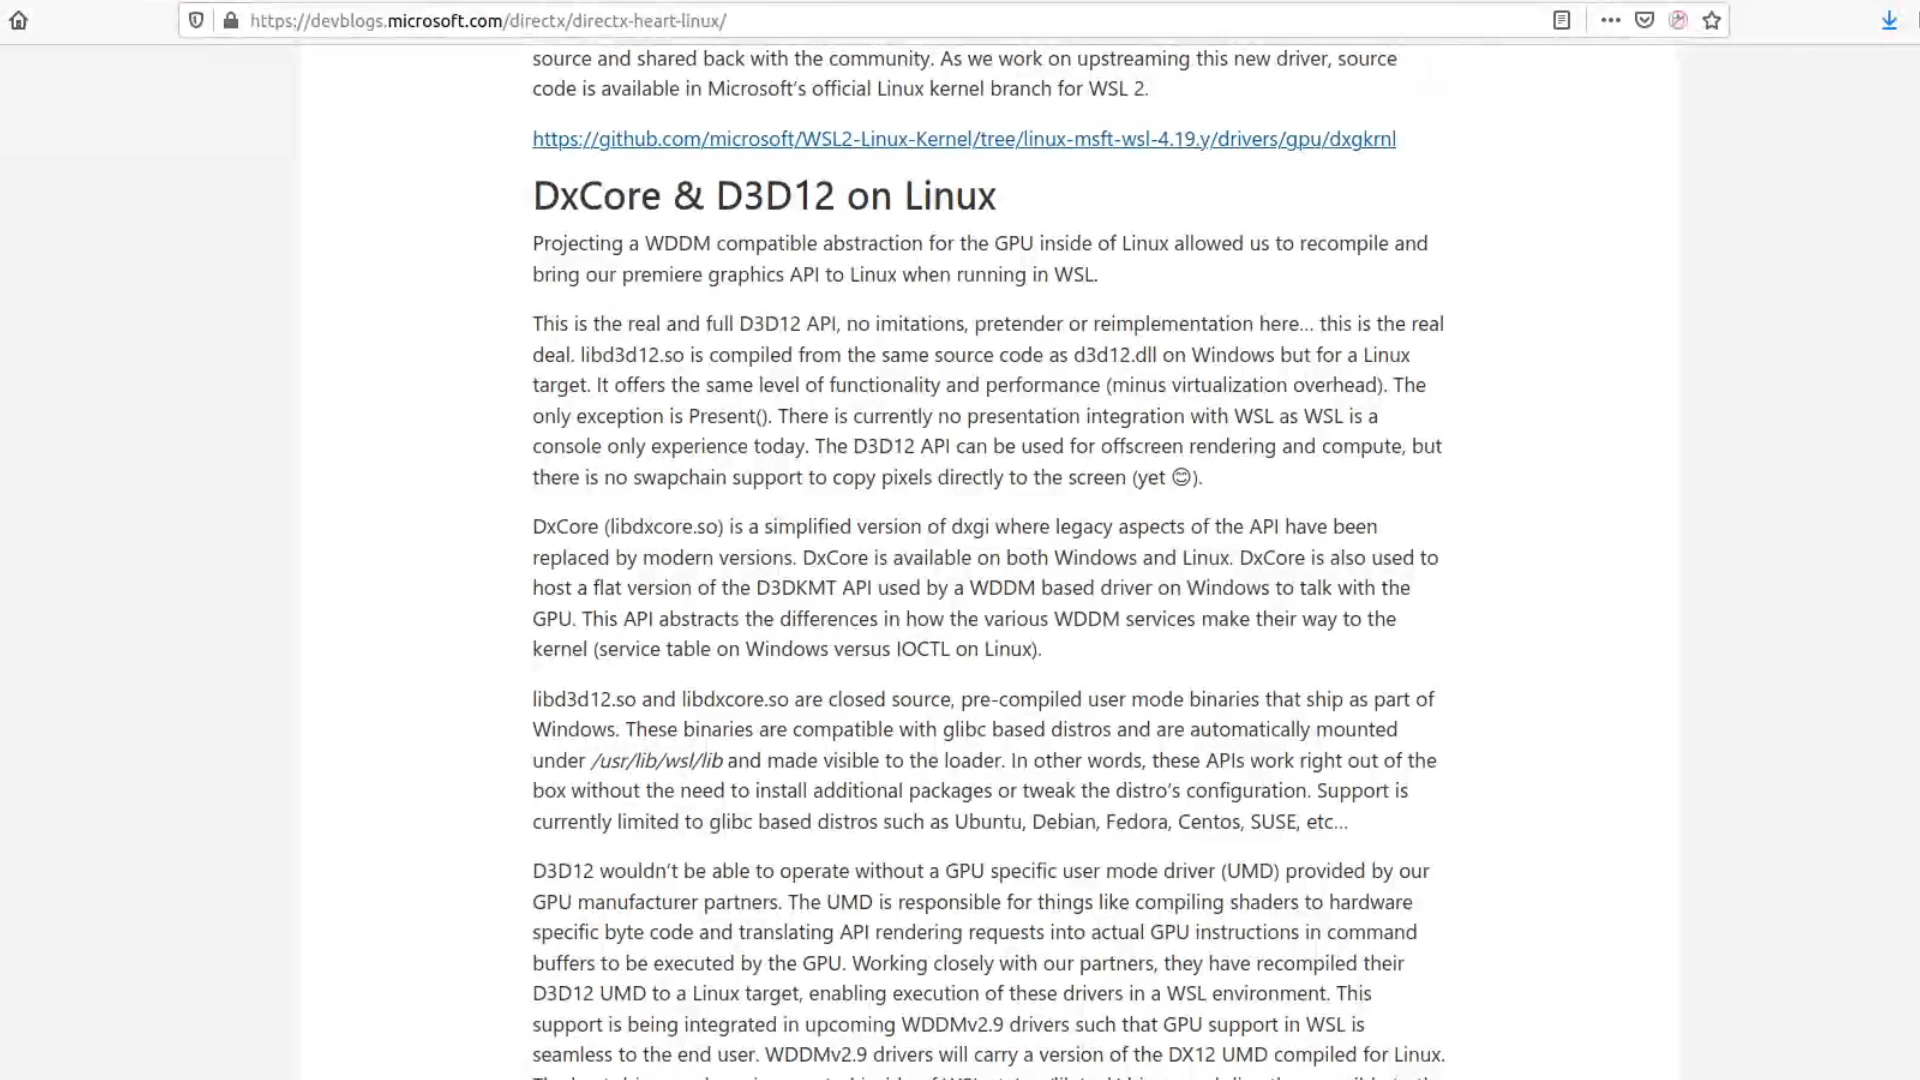 https://devblogs.microsoft.com/directx/directx-heart-linux/
source and shared back with the community. As we work on upstreaming this new driver, source
code is available in Microsoft's official Linux kernel branch for WSL 2.
https://github.com/microsoft/WSL2-Linux-Kernel/tree/linux-msft-wsl-4.19.y/drivers/gpu/dxgkrnl
DxCore & D3D12 on Linux
Projecting a WDDM compatible abstraction for the GPU inside of Linux allowed us to recompile and
bring our premiere graphics API to Linux when running in WSL.
This is the real and full D3D12 API, no imitations, pretender or reimplementation here… this is the real
deal. libd3d12.so is compiled from the same source code as d3d12.dll on Windows but for a Linux
target. It offers the same level of functionality and performance (minus virtualization overhead). The
only exception is Present(). There is currently no presentation integration with WSL as WSL is a
console only experience today. The D3D12 API can be used for offscreen rendering and compute, but
there is no swapchain support to copy pixels directly to the screen (yet 😊).
DxCore (libdxcore.so) is a simplified version of dxgi where legacy aspects of the API have been
replaced by modern versions. DxCore is available on both Windows and Linux. DxCore is also used to
host a flat version of the D3DKMT API used by a WDDM based driver on Windows to talk with the
GPU. This API abstracts the differences in how the various WDDM services make their way to the
kernel (service table on Windows versus IOCTL on Linux).
libd3d12.so and libdxcore.so are closed source, pre-compiled user mode binaries that ship as part of
Windows. These binaries are compatible with glibc based distros and are automatically mounted
under /usr/lib/wsl/lib and made visible to the loader. In other words, these APIs work right out of the
box without the need to install additional packages or tweak the distro's configuration. Support is
currently limited to glibc based distros such as Ubuntu, Debian, Fedora, Centos, SUSE, etc…
D3D12 wouldn't be able to operate without a GPU specific user mode driver (UMD) provided by our
GPU manufacturer partners. The UMD is responsible for things like compiling shaders to hardware
specific byte code and translating API rendering requests into actual GPU instructions in command
buffers to be executed by the GPU. Working closely with our partners, they have recompiled their
D3D12 UMD to a Linux target, enabling execution of these drivers in a WSL environment. This
support is being integrated in upcoming WDDMv2.9 drivers such that GPU support in WSL is
seamless to the end user. WDDMv2.9 drivers will carry a version of the DX12 UMD compiled for Linux.